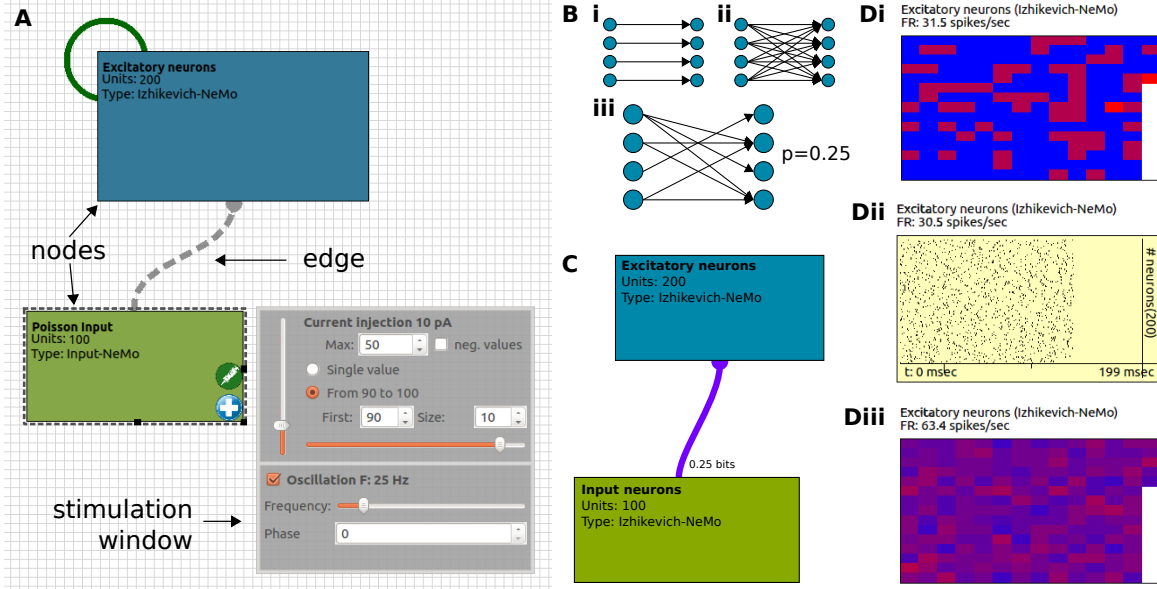 A
Excitatory neurons
Units: 200
Type: Izhikevich-NeMo
nodes
edge
Poisson Input
Units: 100
Type: Input-NeMo
Current injection 10 pA
Max: 50 neg. values
Single value
From 90 to 100
First: 90 Size: 10
Oscillation F: 25 Hz
Frequency:
Phase 0
stimulation
window
B
i
ii
iii
p=0.25
C
Excitatory neurons
Units: 200
Type: Izhikevich-NeMo
0.25 bits
Input neurons
Units: 100
Type: Izhikevich-NeMo
Di
Excitatory neurons (Izhikevich-NeMo)
FR: 31.5 spikes/sec
Dii
Excitatory neurons (Izhikevich-NeMo)
FR: 30.5 spikes/sec
# neurons(200)
t: 0 msec 199 msec
Diii
Excitatory neurons (Izhikevich-NeMo)
FR: 63.4 spikes/sec